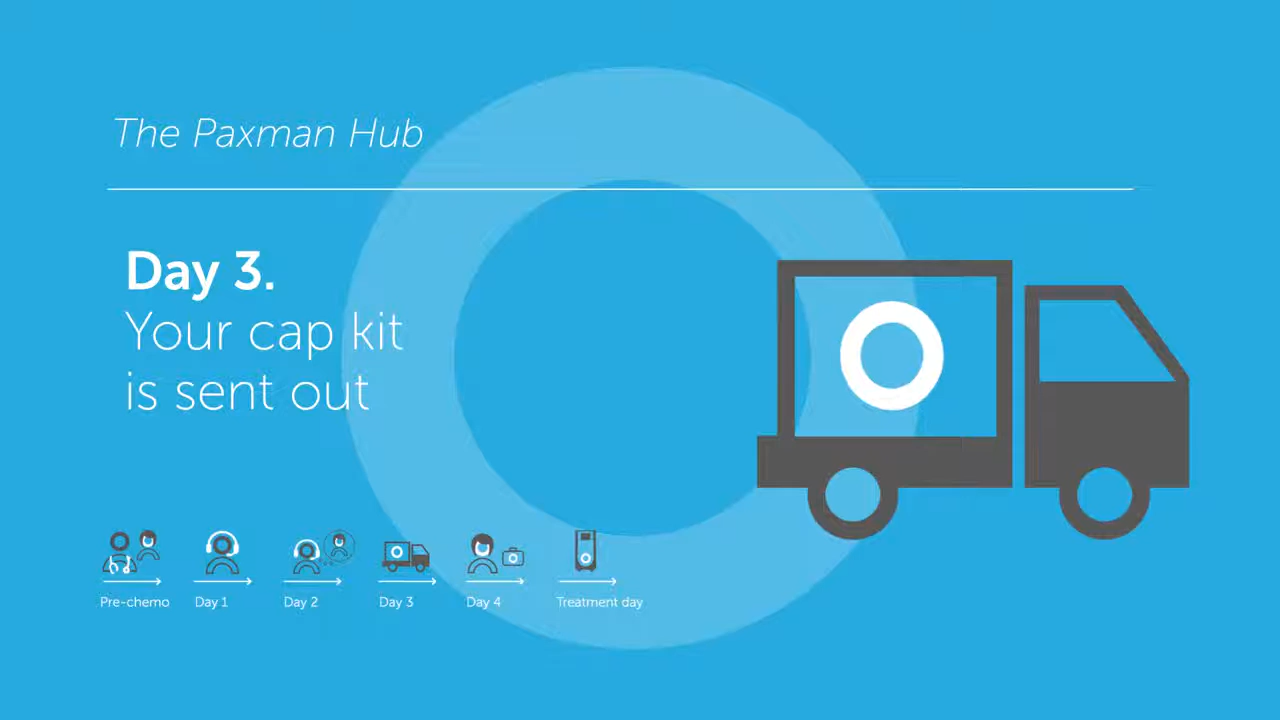 The Paxman Hub
Day 3.
Your cap kit
is sent out
Pre-chemo
Day 1
Day 2
Day 3
Day 4
Treatment day